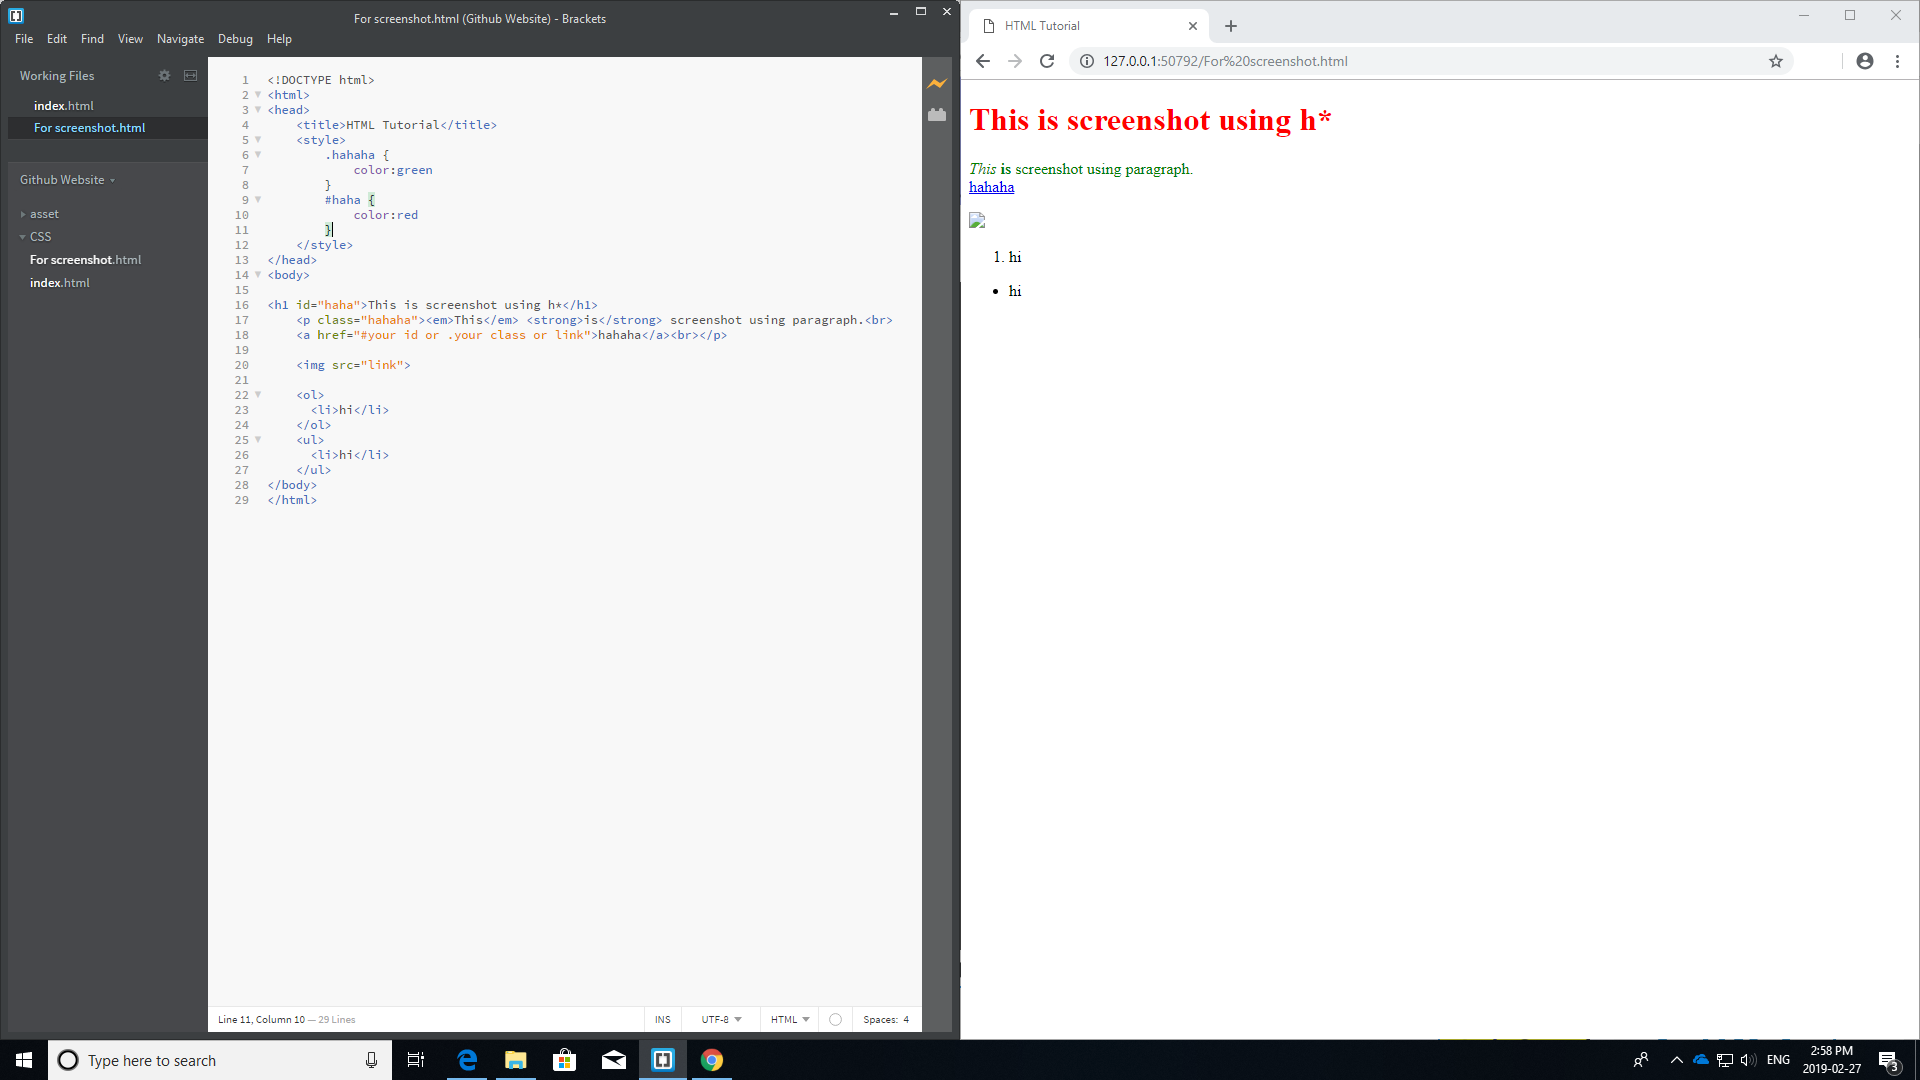 For screenshot.html (Github Website) - Brackets
File Edit Find View Navigate Debug Help
Working Files
index.html
For screenshot.html
Github Website
asset
CSS
For screenshot.html
index.html
1 <!DOCTYPE html>
2 <html>
3 <head>
4     <title>HTML Tutorial</title>
5     <style>
6         .hahaha {
7             color:green
8         }
9         #haha {
10             color:red
11         }
12     </style>
13 </head>
14 <body>
15
16 <h1 id="haha">This is screenshot using h*</h1>
17     <p class="hahaha"><em>This</em> <strong>is</strong> screenshot using paragraph.<br>
18     <a href="#your id or .your class or link">hahaha</a><br></p>
19
20     <img src="link">
21
22     <ol>
23       <li>hi</li>
24     </ol>
25     <ul>
26       <li>hi</li>
27     </ul>
28 </body>
29 </html>
Line 11, Column 10 — 29 Lines
INS UTF-8 HTML Spaces: 4
HTML Tutorial
127.0.0.1:50792/For%20screenshot.html
This is screenshot using h*
This is screenshot using paragraph.
hahaha
1. hi
• hi
Type here to search
ENG
2:58 PM
2019-02-27
3